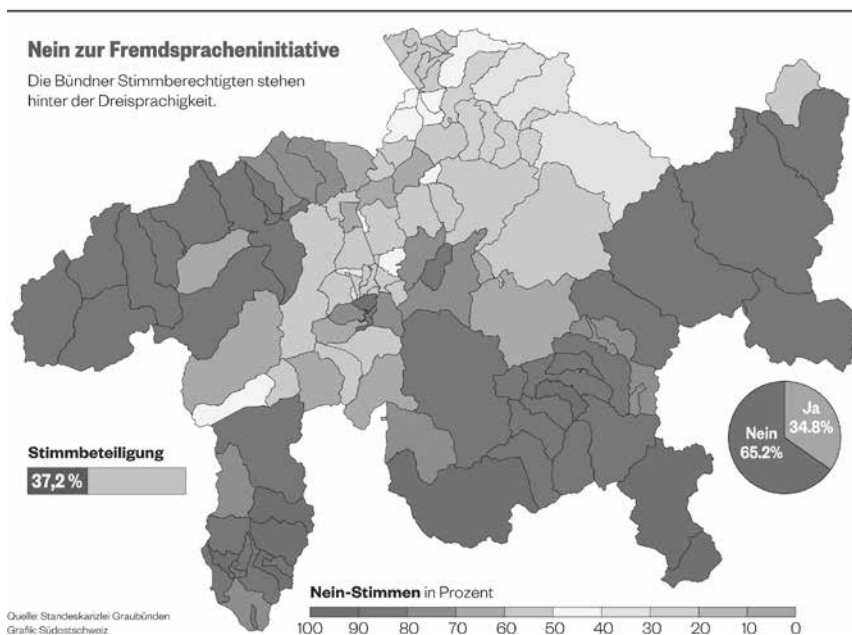 Nein zur Fremdspracheninitiative
Die Bündner Stimmberechtigten stehen
hinter der Dreisprachigkeit.
Ja
34.8%
Nein
65.2%
Stimmbeteiligung
37,2 %
Nein-Stimmen in Prozent
100 90 80 70 60 50 40 30 20 10 0
Quelle: Standeskanzlei Graubünden
Grafik: Südostschweiz